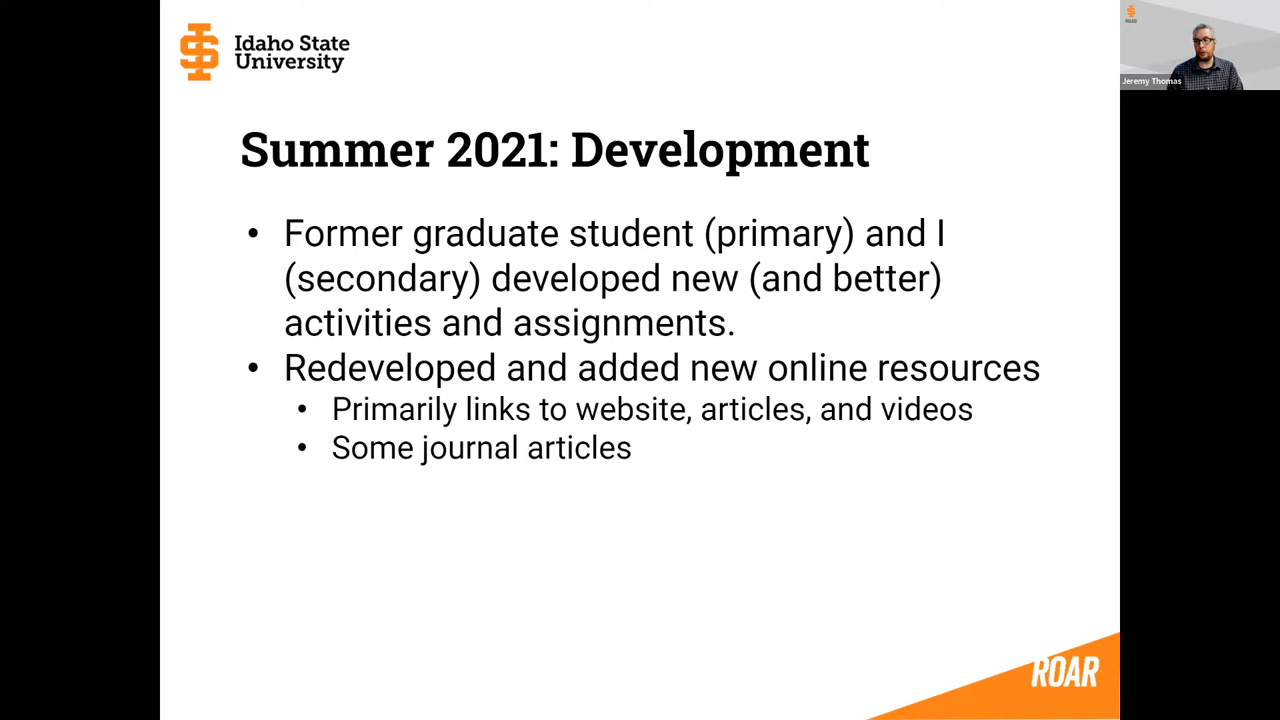 Idaho State
University
Jeremy Thomas
Summer 2021: Development
• Former graduate student (primary) and I
(secondary) developed new (and better)
activities and assignments.
• Redeveloped and added new online resources
• Primarily links to website, articles, and videos
• Some journal articles
ROAR